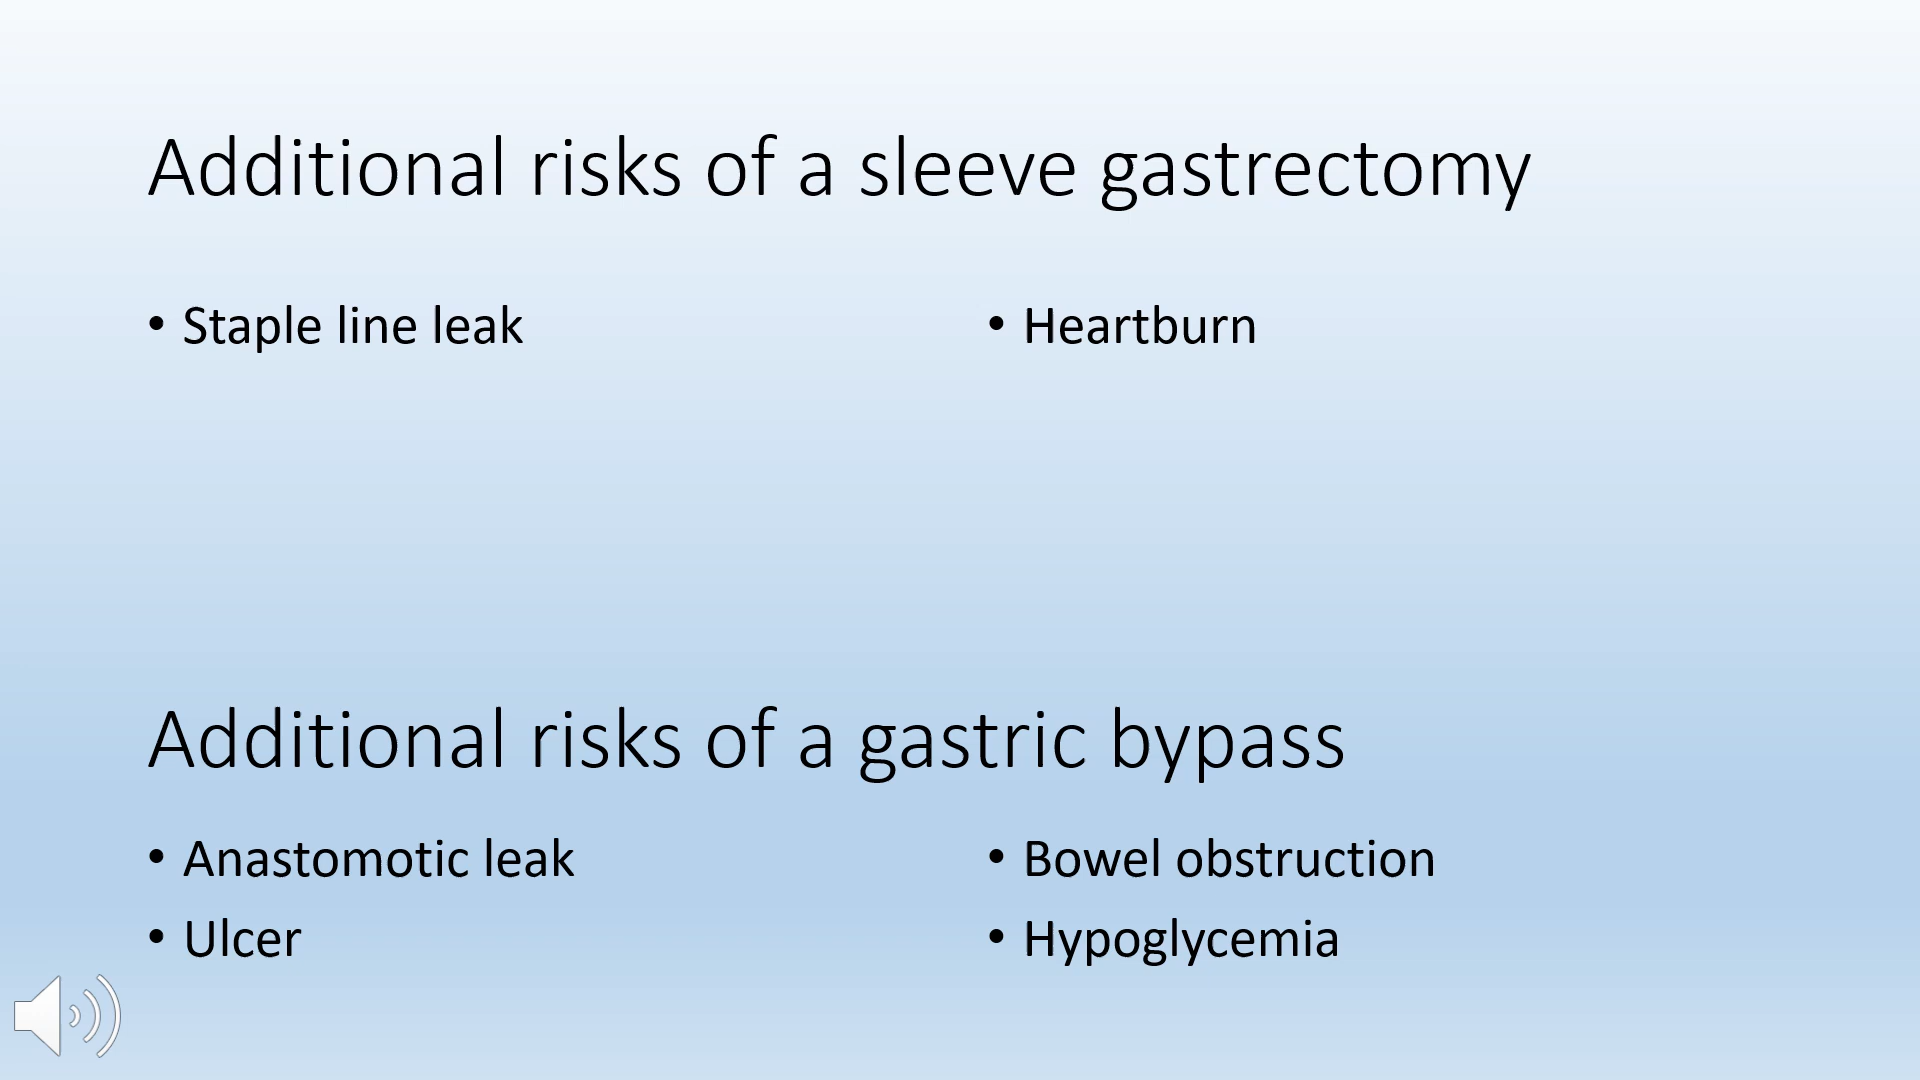 Additional risks of a sleeve gastrectomy
• Staple line leak
• Heartburn
Additional risks of a gastric bypass
• Anastomotic leak
• Ulcer
• Bowel obstruction
• Hypoglycemia